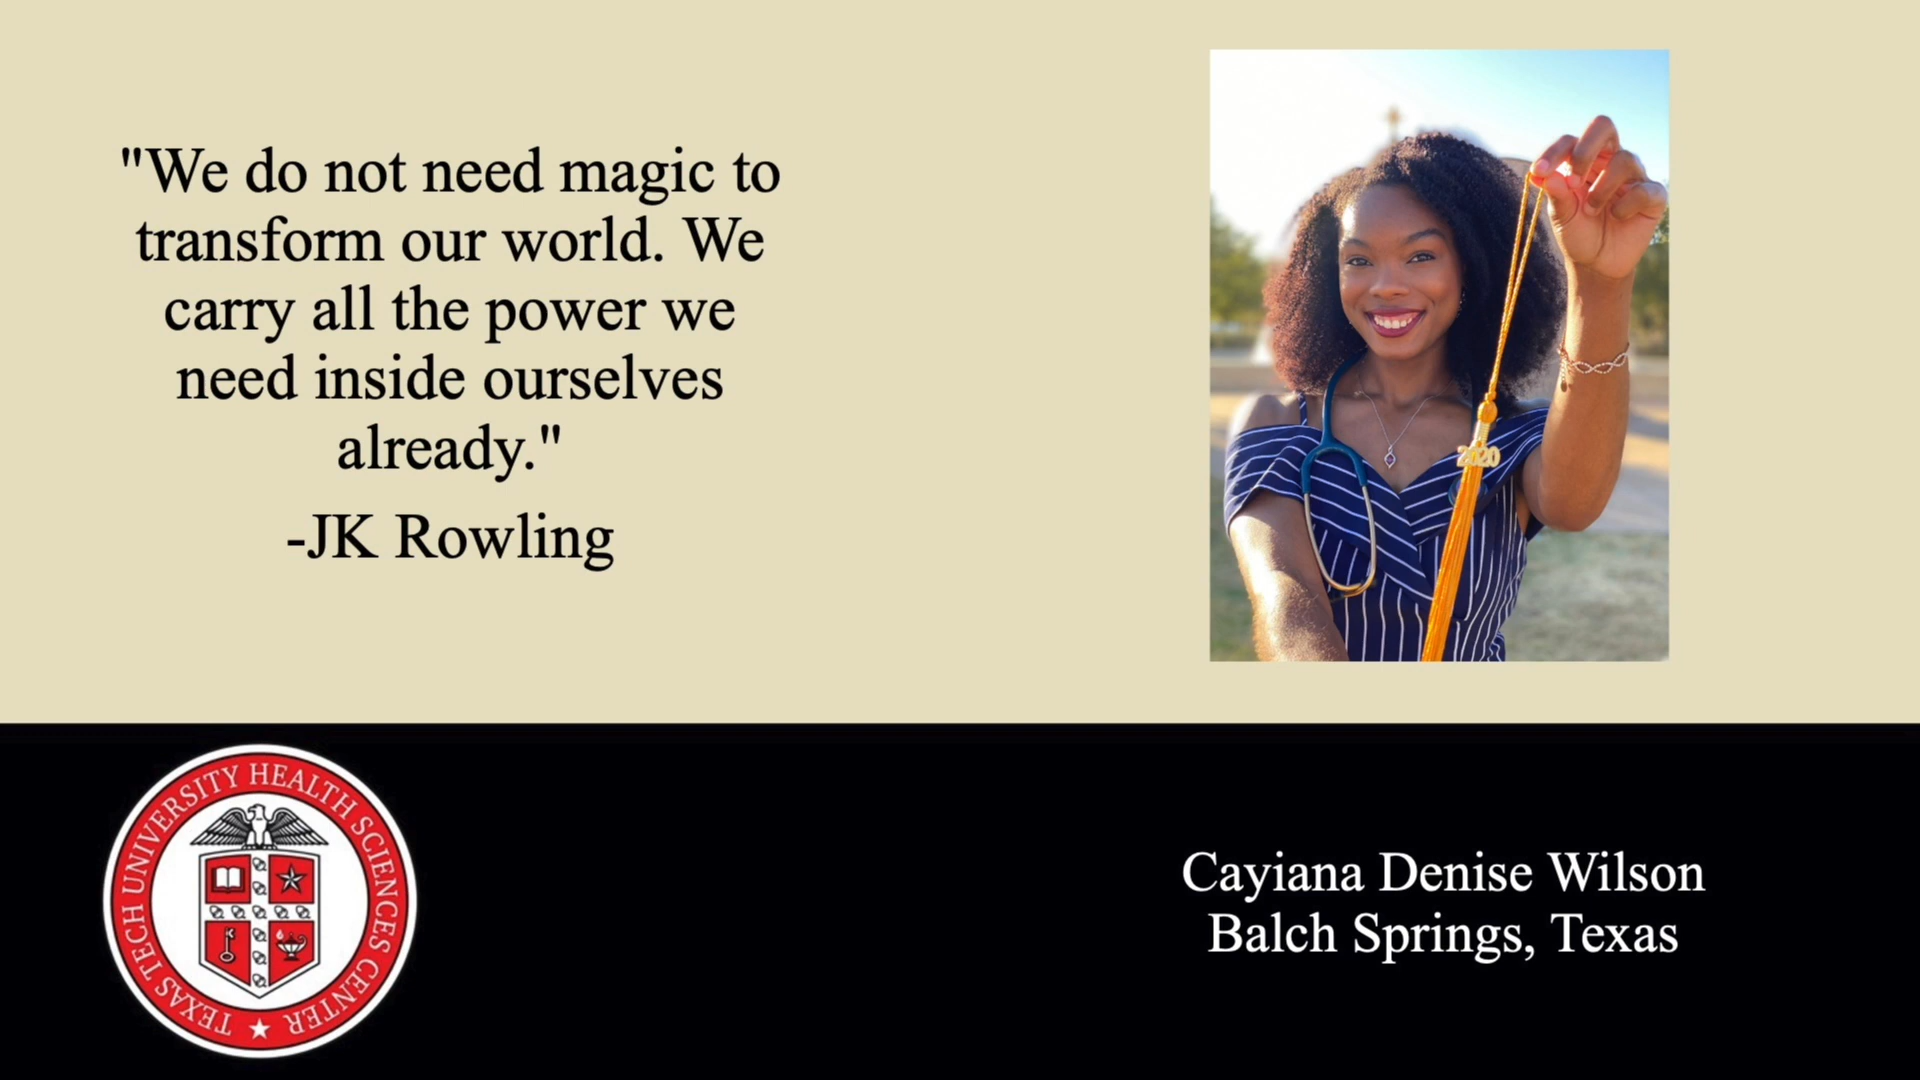 "We do not need magic to
transform our world. We
carry all the power we
need inside ourselves
already."
-JK Rowling
2020
TEXAS TECH UNIVERSITY HEALTH SCIENCES CENTER
Cayiana Denise Wilson
Balch Springs, Texas